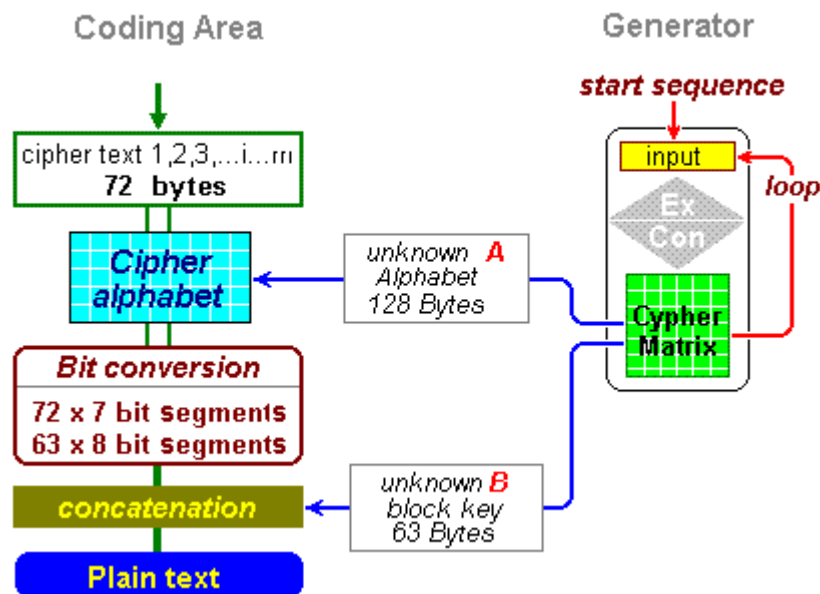 Coding Area
Generator
start sequence
cipher text 1,2,3,...i...m
72 bytes
input
loop
Ex
Con
Cipher
alphabet
unknown A
Alphabet
128 Bytes
Cypher
Matrix
Bit conversion
72 x 7 bit segments
63 x 8 bit segments
unknown B
block key
63 Bytes
concatenation
Plain text